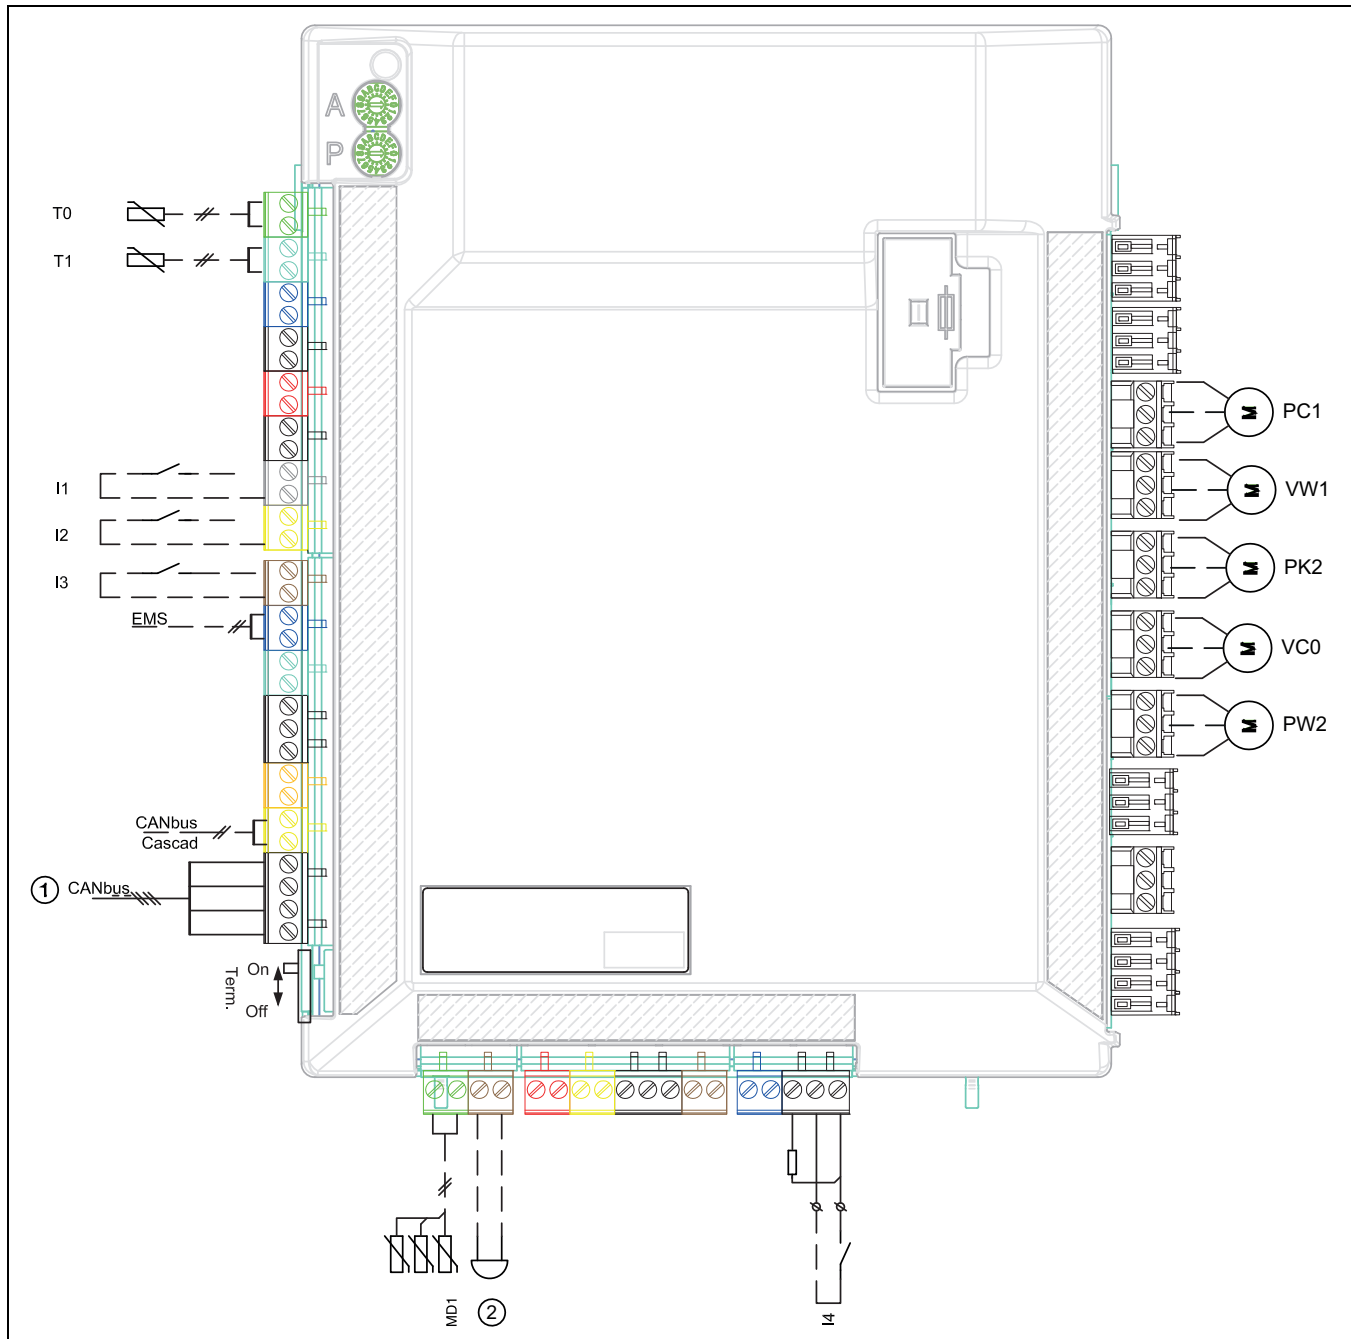 A
P
T0
T1
I1
I2
I3
EMS
CANbus
Cascad
1 CANbus
Term.
On
Off
M PC1
M VW1
M PK2
M VC0
M PW2
MD1
2
I4